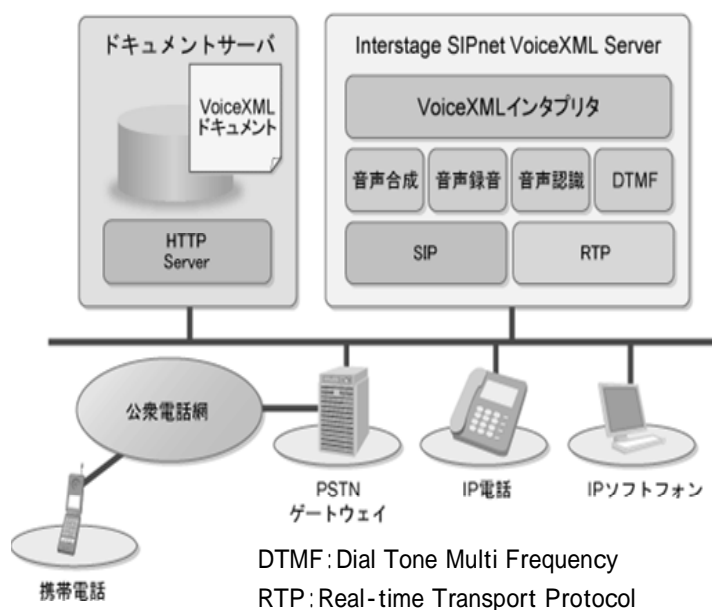 ドキュメントサーバ
VoiceXML
ドキュメント
HTTP
Server
Interstage SIPnet VoiceXML Server
VoiceXMLインタプリタ
音声合成
音声録音
音声認識
DTMF
SIP
RTP
公衆電話網
携帯電話
PSTN
ゲートウェイ
IP電話
IPソフトフォン
DTMF:Dial Tone Multi Frequency
RTP:Real-time Transport Protocol